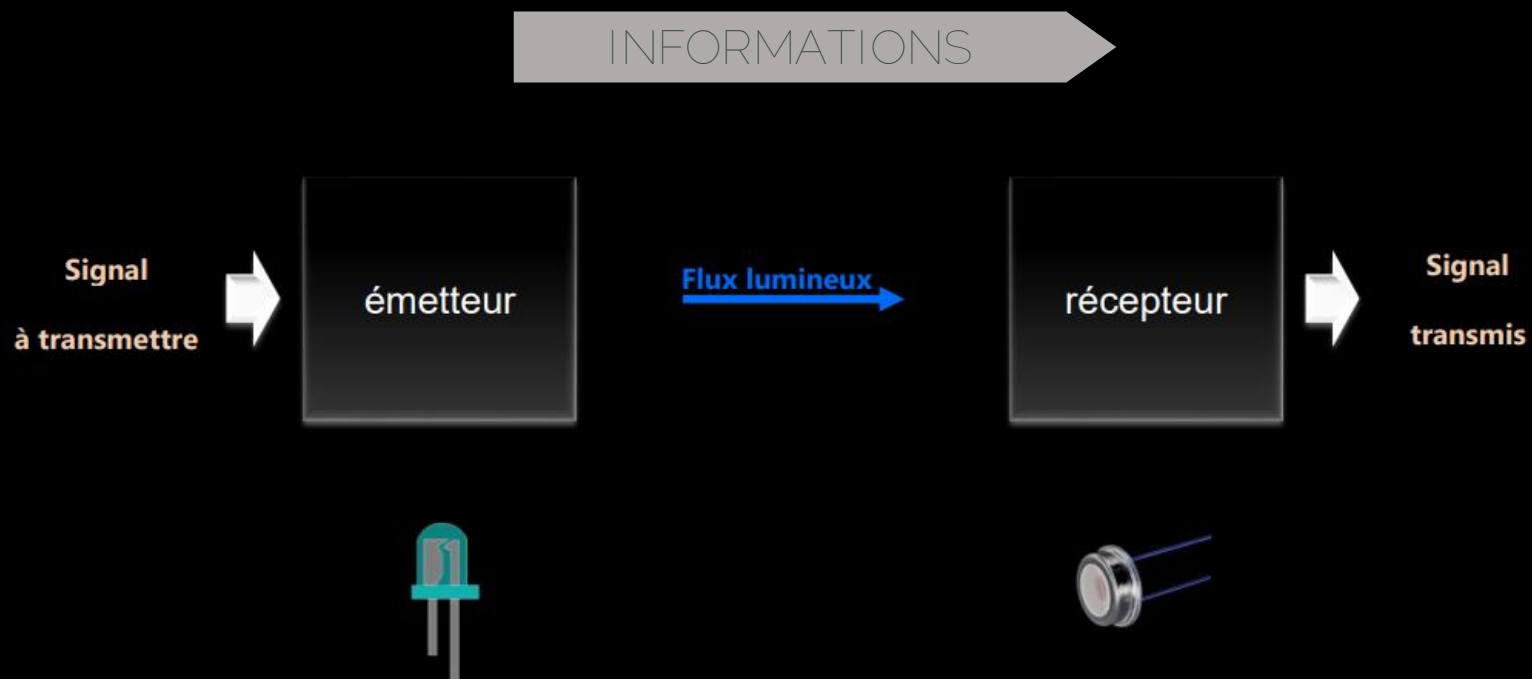 INFORMATIONS
Signal
à transmettre
émetteur
Flux lumineux
récepteur
Signal
transmis